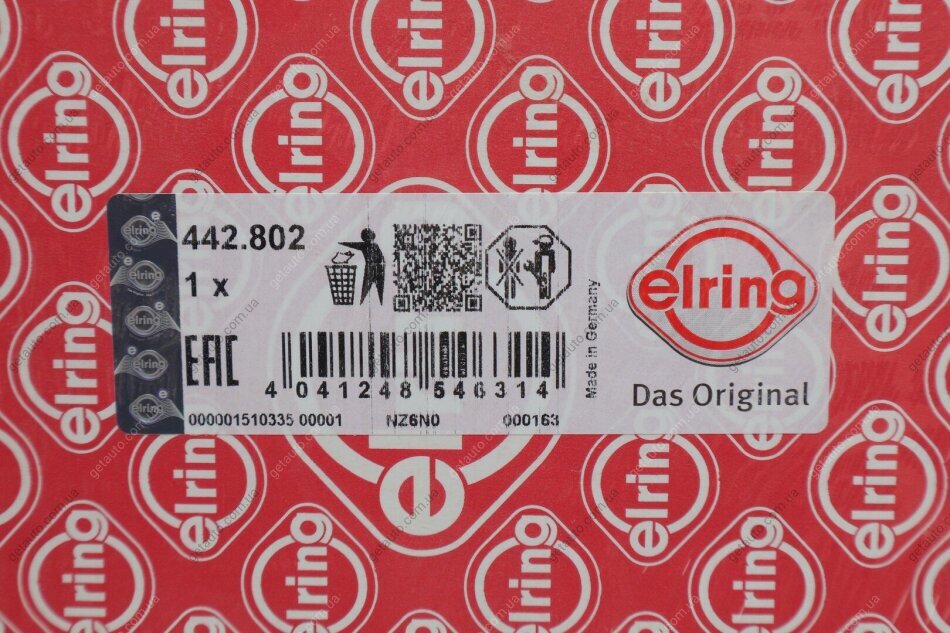 442.802
1 x
EAC
4 041248 546314
000001510335 00001 NZ6N0 000163
Made in Germany
elring
Das Original